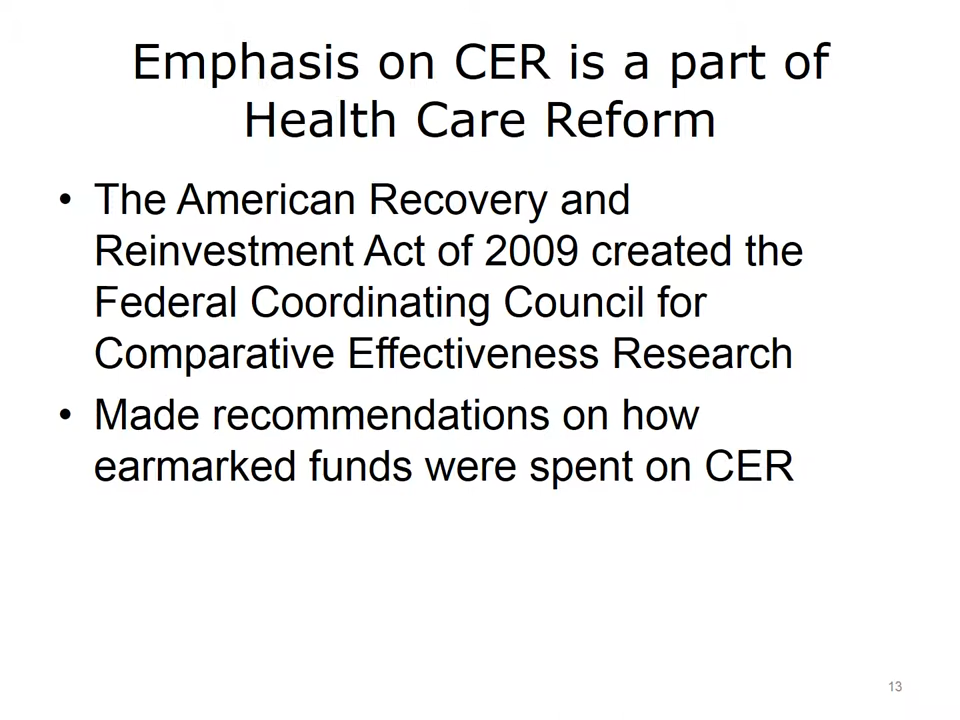 Emphasis on CER is a part of
Health Care Reform
• The American Recovery and
Reinvestment Act of 2009 created the
Federal Coordinating Council for
Comparative Effectiveness Research
• Made recommendations on how
earmarked funds were spent on CER
13